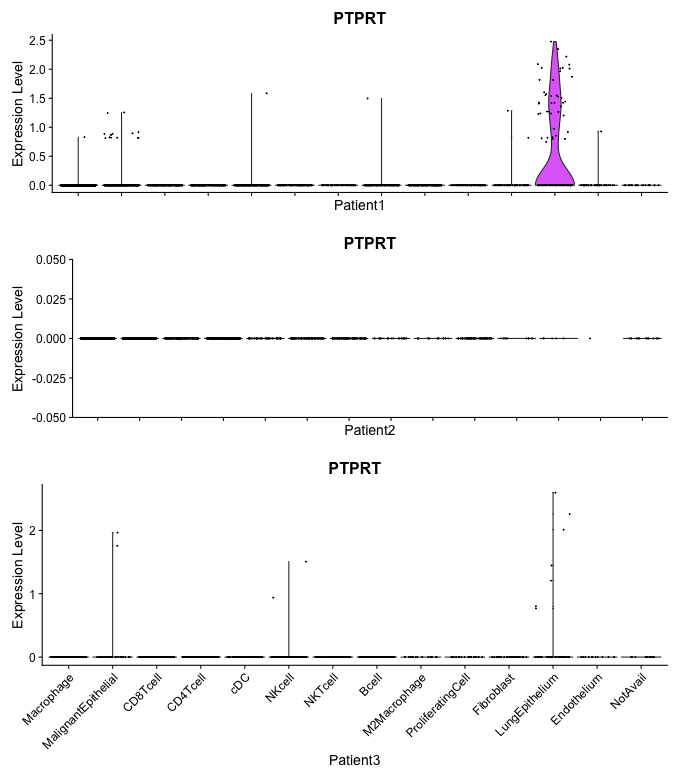 PTPRT
Expression Level
2.5
2.0
1.5
1.0
0.5
0.0
Patient1
PTPRT
Expression Level
0.050
0.025
0.000
-0.025
-0.050
Patient2
PTPRT
Expression Level
2
1
0
Macrophage
MalignantEpithelial
CD8Tcell
CD4Tcell
cDC
NKcell
NKTcell
Bcell
M2Macrophage
ProliferatingCell
Fibroblast
LungEpithelium
Endothelium
NotAvail
Patient3